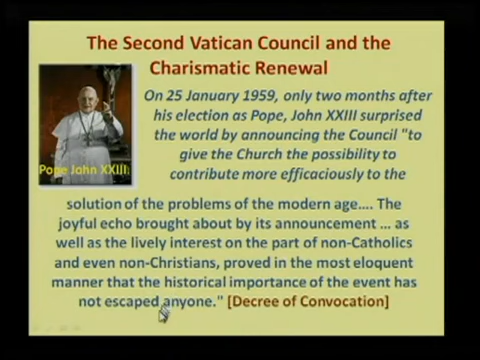 The Second Vatican Council and the
Charismatic Renewal
On 25 January 1959, only two months after
his election as Pope, John XXIII surprised
the world by announcing the Council "to
give the Church the possibility to
contribute more efficaciously to the
Pope John XXIII.
solution of the problems of the modern age.... The
joyful echo brought about by its announcement ... as
well as the lively interest on the part of non-Catholics
and even non-Christians, proved in the most eloquent
manner that the historical importance of the event has
not escaped anyone." [Decree of Convocation]